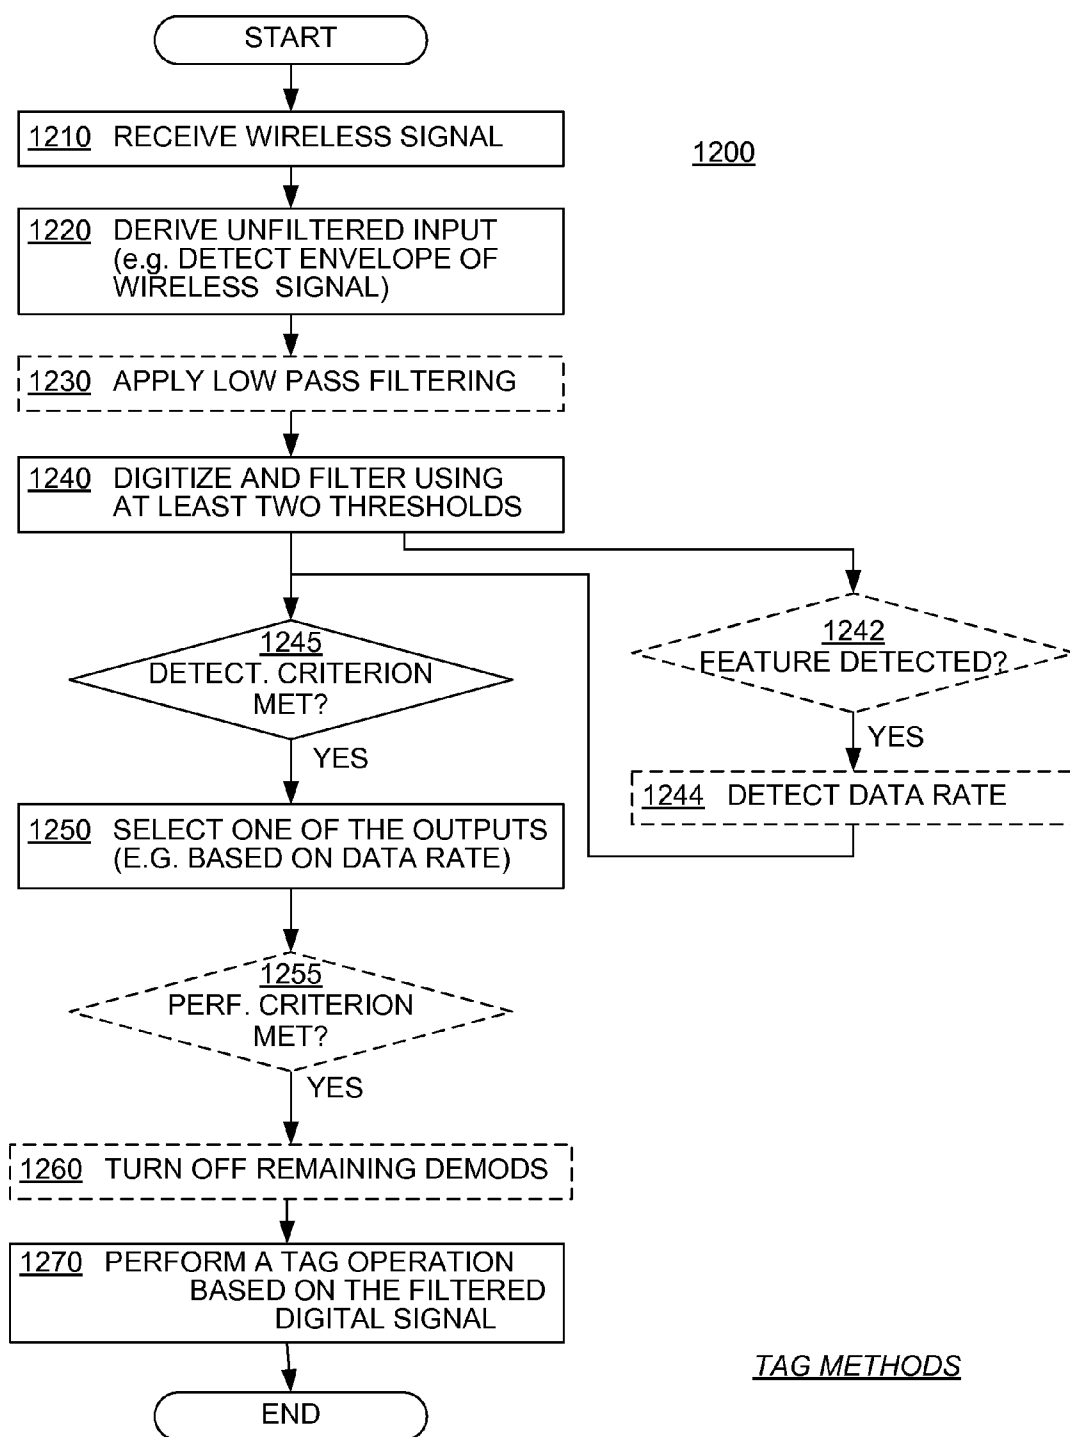 START
1210 RECEIVE WIRELESS SIGNAL
1200
1220 DERIVE UNFILTERED INPUT
(e.g. DETECT ENVELOPE OF
WIRELESS SIGNAL)
1230 APPLY LOW PASS FILTERING
1240 DIGITIZE AND FILTER USING
AT LEAST TWO THRESHOLDS
1242
FEATURE DETECTED?
YES
1244 DETECT DATA RATE
1245
DETECT. CRITERION
MET?
YES
1250 SELECT ONE OF THE OUTPUTS
(E.G. BASED ON DATA RATE)
1255
PERF. CRITERION
MET?
YES
1260 TURN OFF REMAINING DEMODS
1270 PERFORM A TAG OPERATION
BASED ON THE FILTERED
DIGITAL SIGNAL
TAG METHODS
END